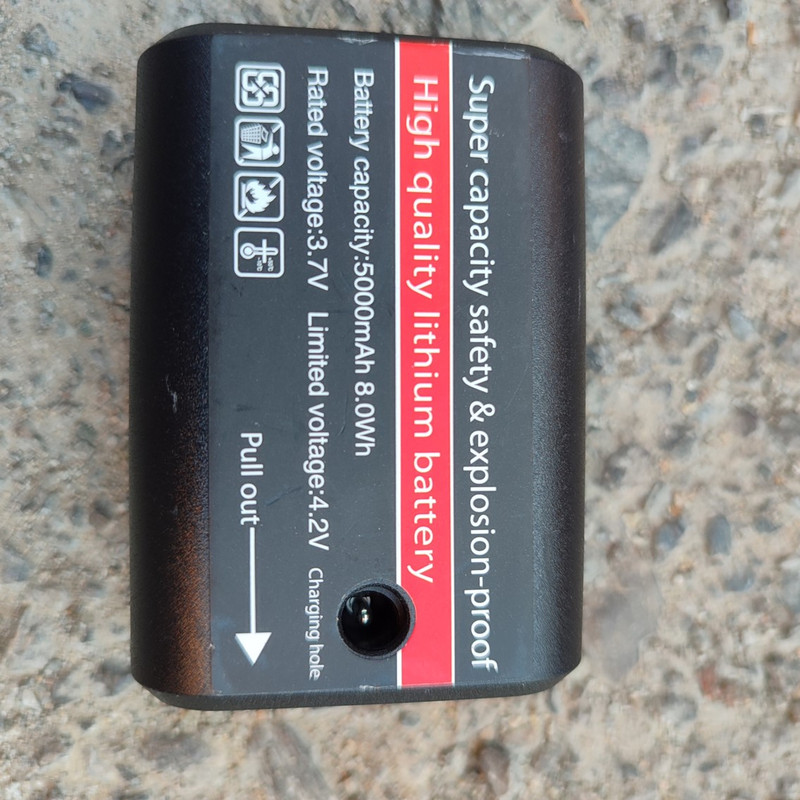 Super capacity safety & explosion-proof
High quality lithium battery
Battery capacity:5000mAh 8.0Wh
Rated voltage:3.7V Limited voltage:4.2V
Charging hole
Pull out